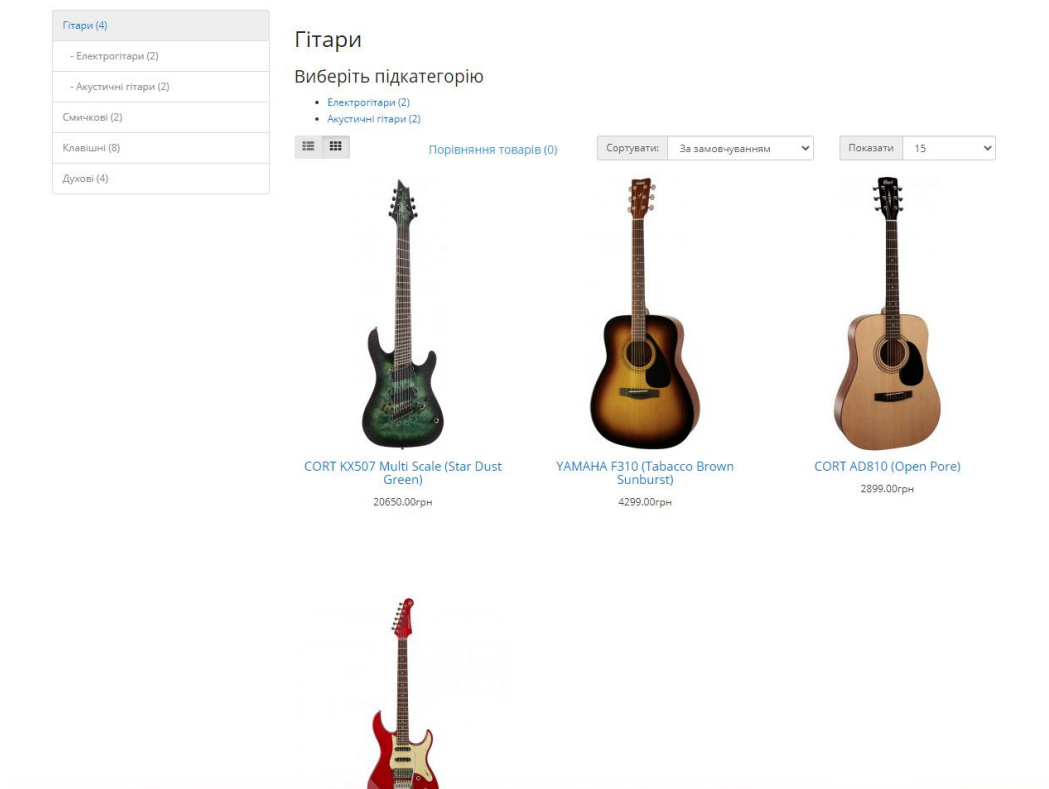 Гітари (4)
- Електрогітари (2)
- Акустичні гітари (2)
Смичкові (2)
Клавішні (8)
Духові (4)
Гітари
Виберіть підкатегорію
Електрогітари (2)
Акустичні гітари (2)
Порівняння товарів (0)
Сортувати: За замовчуванням
Показати 15
CORT KX507 Multi Scale (Star Dust
Green)
20650.00грн
YAMAHA F310 (Tabacco Brown
Sunburst)
4299.00грн
CORT AD810 (Open Pore)
2899.00грн